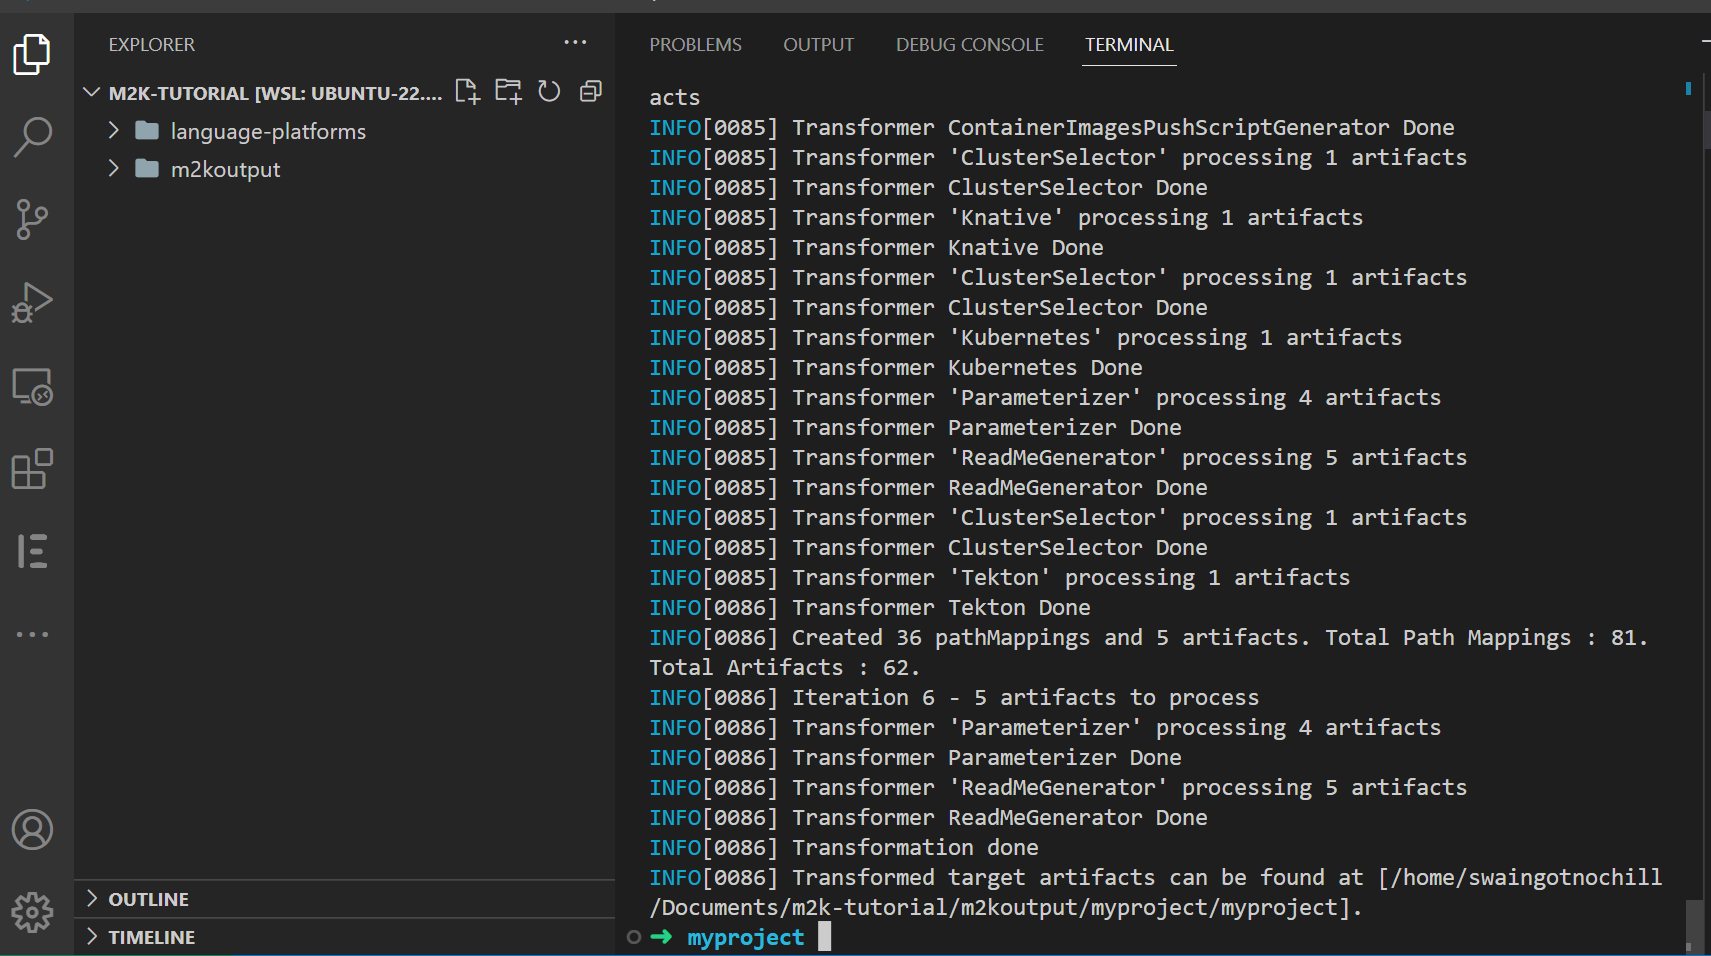 EXPLORER
M2K-TUTORIAL [WSL: UBUNTU-22....
language-platforms
m2koutput
OUTLINE
TIMELINE
PROBLEMS OUTPUT DEBUG CONSOLE TERMINAL
acts
INFO[0085] Transformer ContainerImagesPushScriptGenerator Done
INFO[0085] Transformer 'ClusterSelector' processing 1 artifacts
INFO[0085] Transformer ClusterSelector Done
INFO[0085] Transformer 'Knative' processing 1 artifacts
INFO[0085] Transformer Knative Done
INFO[0085] Transformer 'ClusterSelector' processing 1 artifacts
INFO[0085] Transformer ClusterSelector Done
INFO[0085] Transformer 'Kubernetes' processing 1 artifacts
INFO[0085] Transformer Kubernetes Done
INFO[0085] Transformer 'Parameterizer' processing 4 artifacts
INFO[0085] Transformer Parameterizer Done
INFO[0085] Transformer 'ReadMeGenerator' processing 5 artifacts
INFO[0085] Transformer ReadMeGenerator Done
INFO[0085] Transformer 'ClusterSelector' processing 1 artifacts
INFO[0085] Transformer ClusterSelector Done
INFO[0085] Transformer 'Tekton' processing 1 artifacts
INFO[0086] Transformer Tekton Done
INFO[0086] Created 36 pathMappings and 5 artifacts. Total Path Mappings : 81.
Total Artifacts : 62.
INFO[0086] Iteration 6 - 5 artifacts to process
INFO[0086] Transformer 'Parameterizer' processing 4 artifacts
INFO[0086] Transformer Parameterizer Done
INFO[0086] Transformer 'ReadMeGenerator' processing 5 artifacts
INFO[0086] Transformer ReadMeGenerator Done
INFO[0086] Transformation done
INFO[0086] Transformed target artifacts can be found at [/home/swaingotnochill
/Documents/m2k-tutorial/m2koutput/myproject/myproject].
➜ myproject